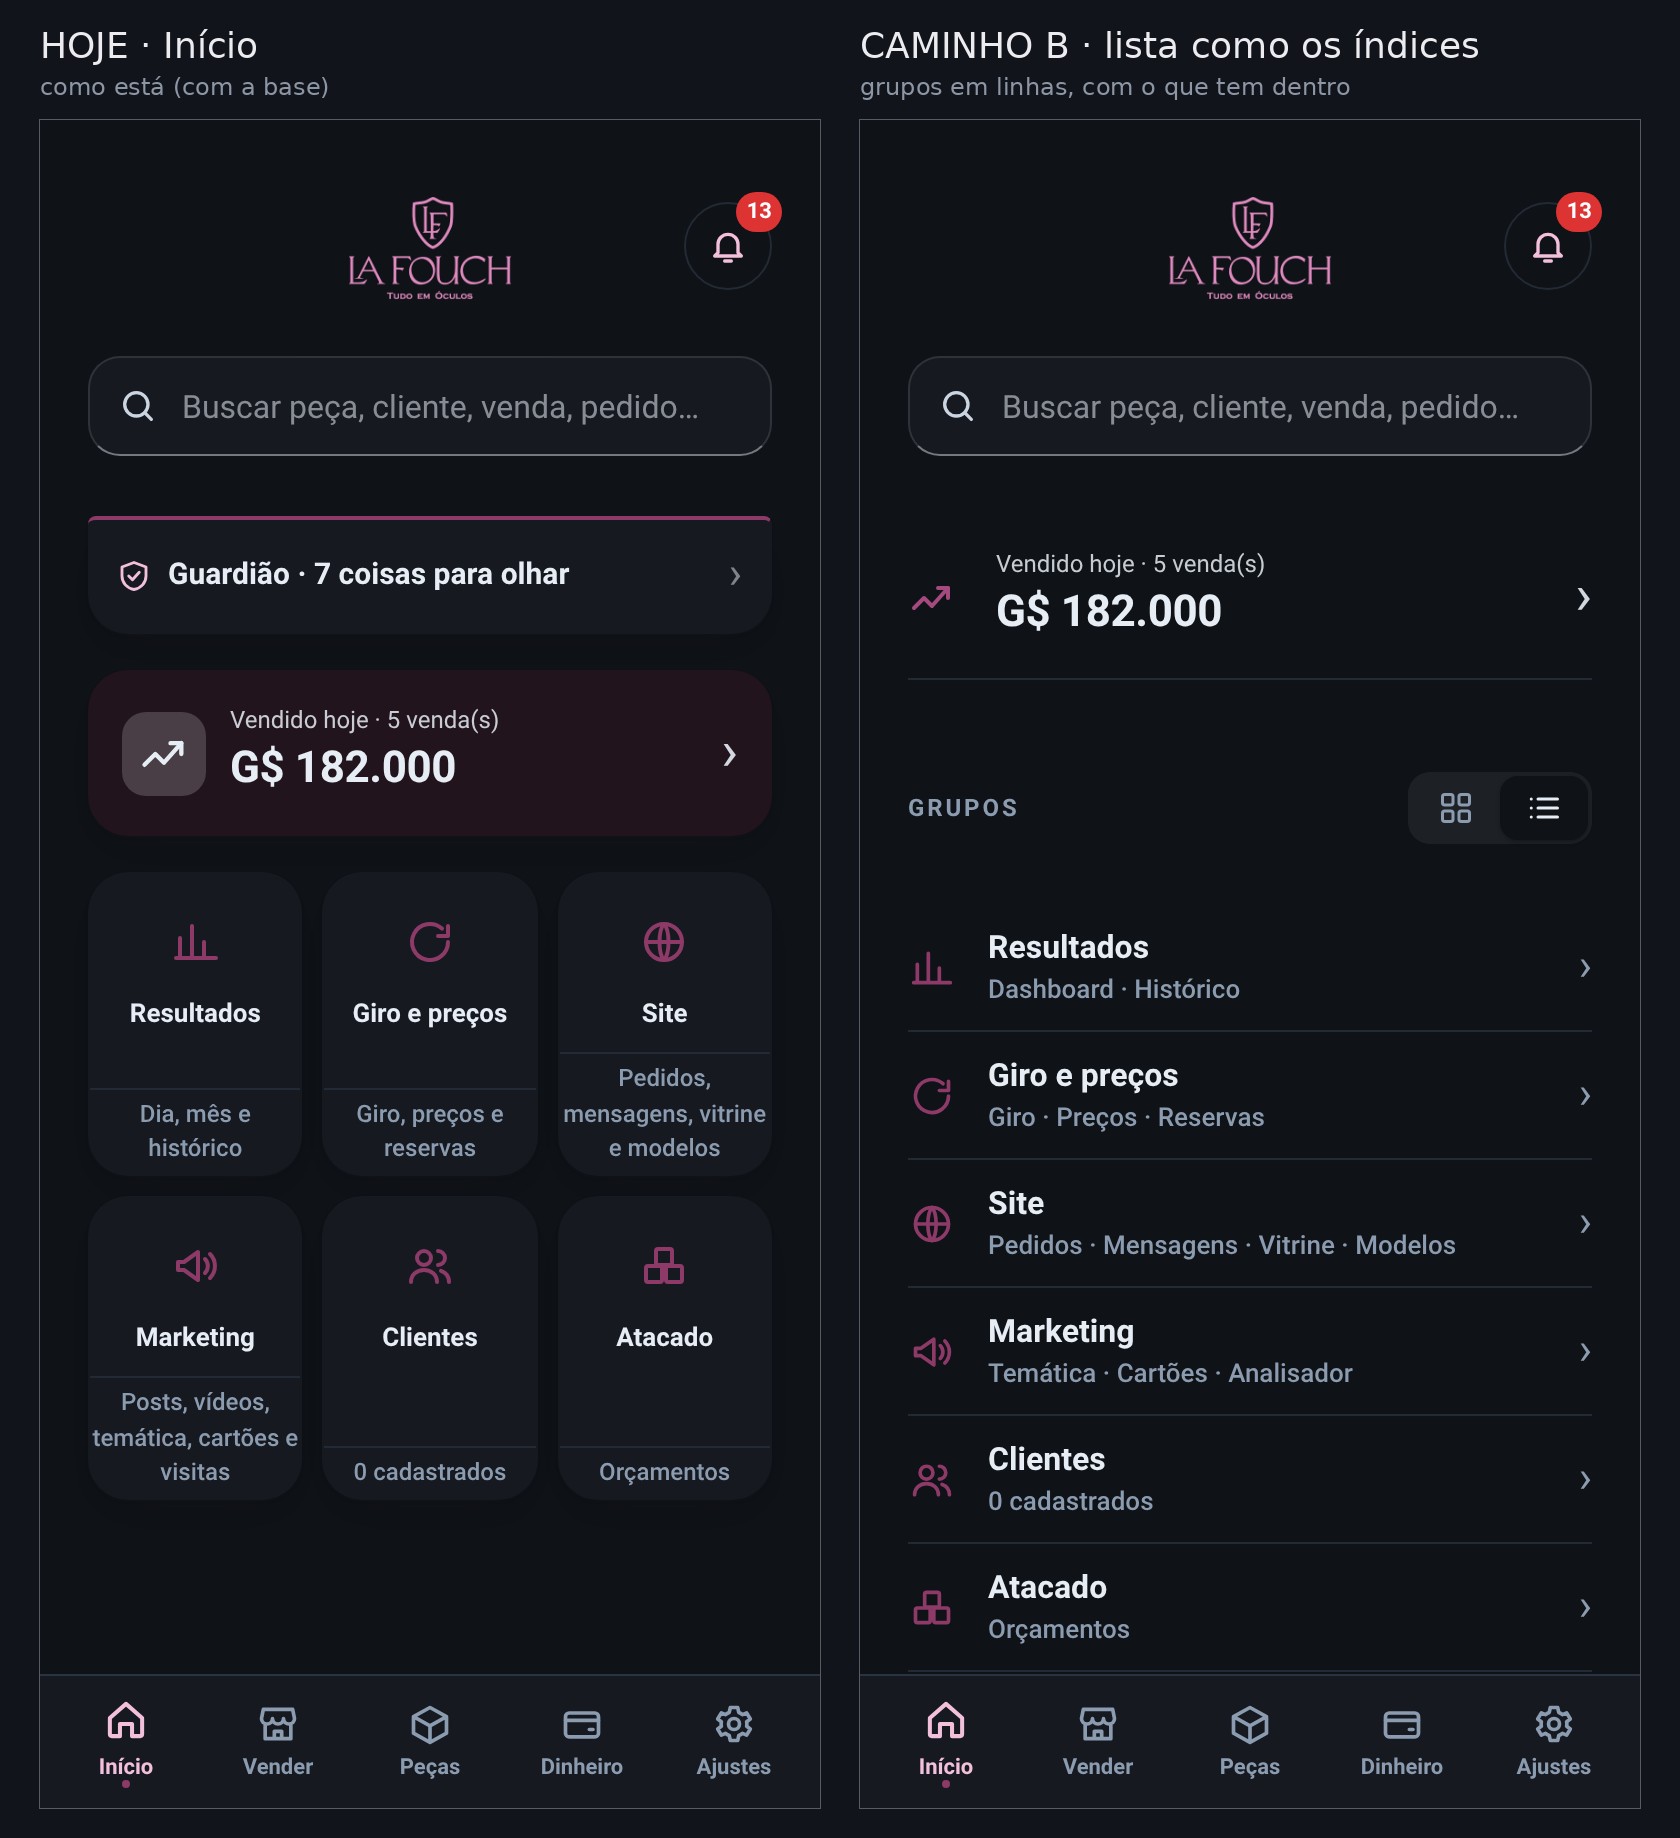 HOJE · Início
como está (com a base)
LF
LA FOUCH
TUDO EM ÓCULOS
13
Buscar peça, cliente, venda, pedido...
Guardião · 7 coisas para olhar
Vendido hoje · 5 venda(s)
G$ 182.000
Resultados
Dia, mês e
histórico
Giro e preços
Giro, preços e
reservas
Site
Pedidos,
mensagens, vitrine
e modelos
Marketing
Posts, vídeos,
temática, cartões e
visitas
Clientes
0 cadastrados
Atacado
Orçamentos
Início
Vender
Peças
Dinheiro
Ajustes
CAMINHO B · lista como os índices
grupos em linhas, com o que tem dentro
LF
LA FOUCH
TUDO EM ÓCULOS
13
Buscar peça, cliente, venda, pedido...
Vendido hoje · 5 venda(s)
G$ 182.000
GRUPOS
Resultados
Dashboard · Histórico
Giro e preços
Giro · Preços · Reservas
Site
Pedidos · Mensagens · Vitrine · Modelos
Marketing
Temática · Cartões · Analisador
Clientes
0 cadastrados
Atacado
Orçamentos
Início
Vender
Peças
Dinheiro
Ajustes